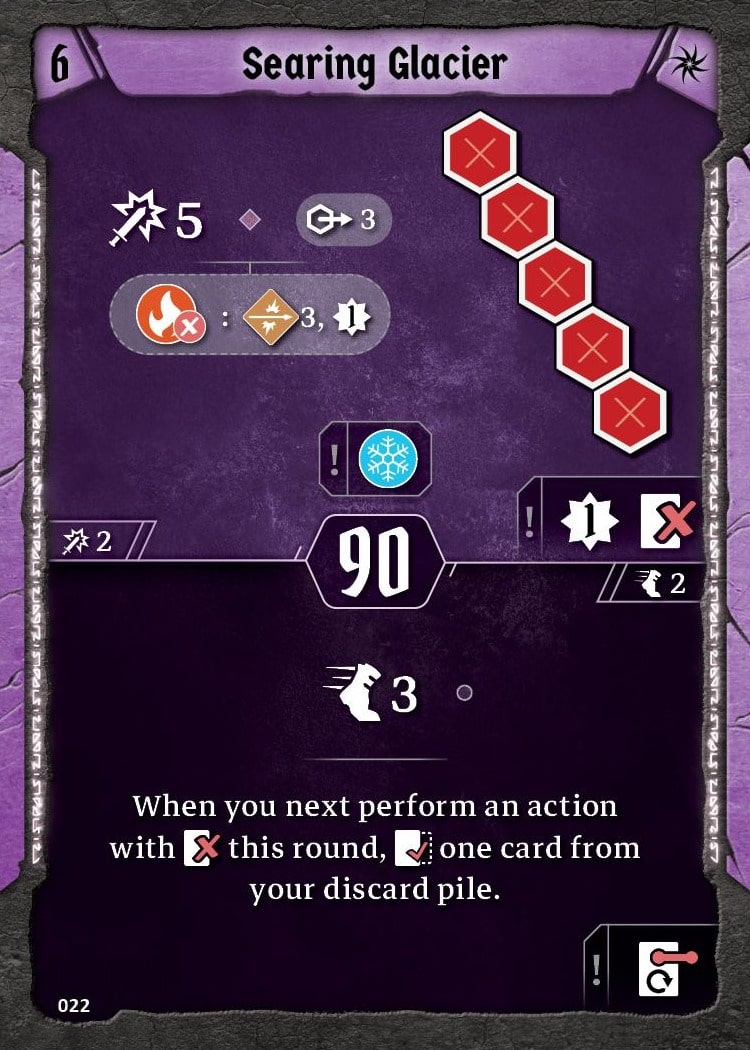 6 Searing Glacier
5 3
: 3, 1
! 
! 1
2
90
2
3
When you next perform an action
with this round, one card from
your discard pile.
!
022